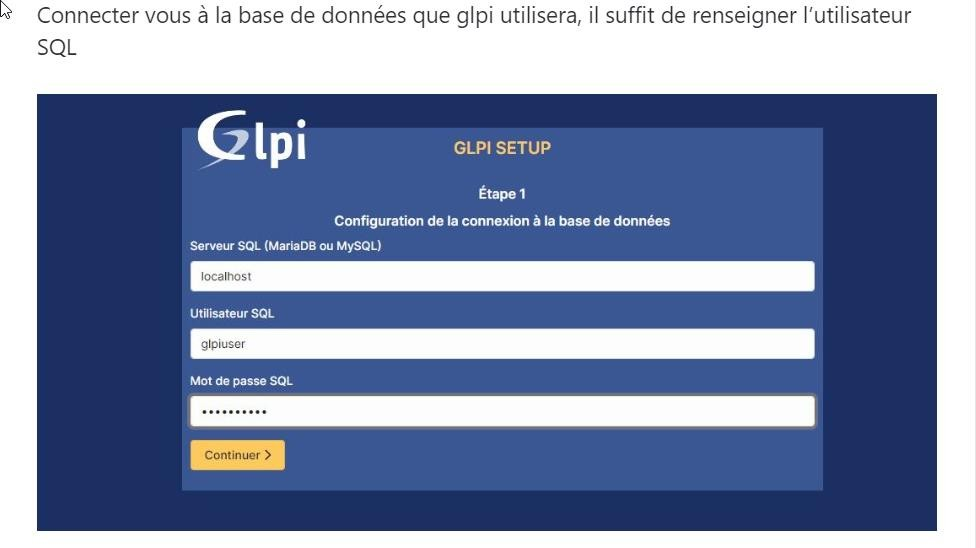 Connecter vous à la base de données que glpi utilisera, il suffit de renseigner l’utilisateur
SQL
Glpi
GLPI SETUP
Étape 1
Configuration de la connexion à la base de données
Serveur SQL (MariaDB ou MySQL)
localhost
Utilisateur SQL
glpiuser
Mot de passe SQL
••••••••••
Continuer >